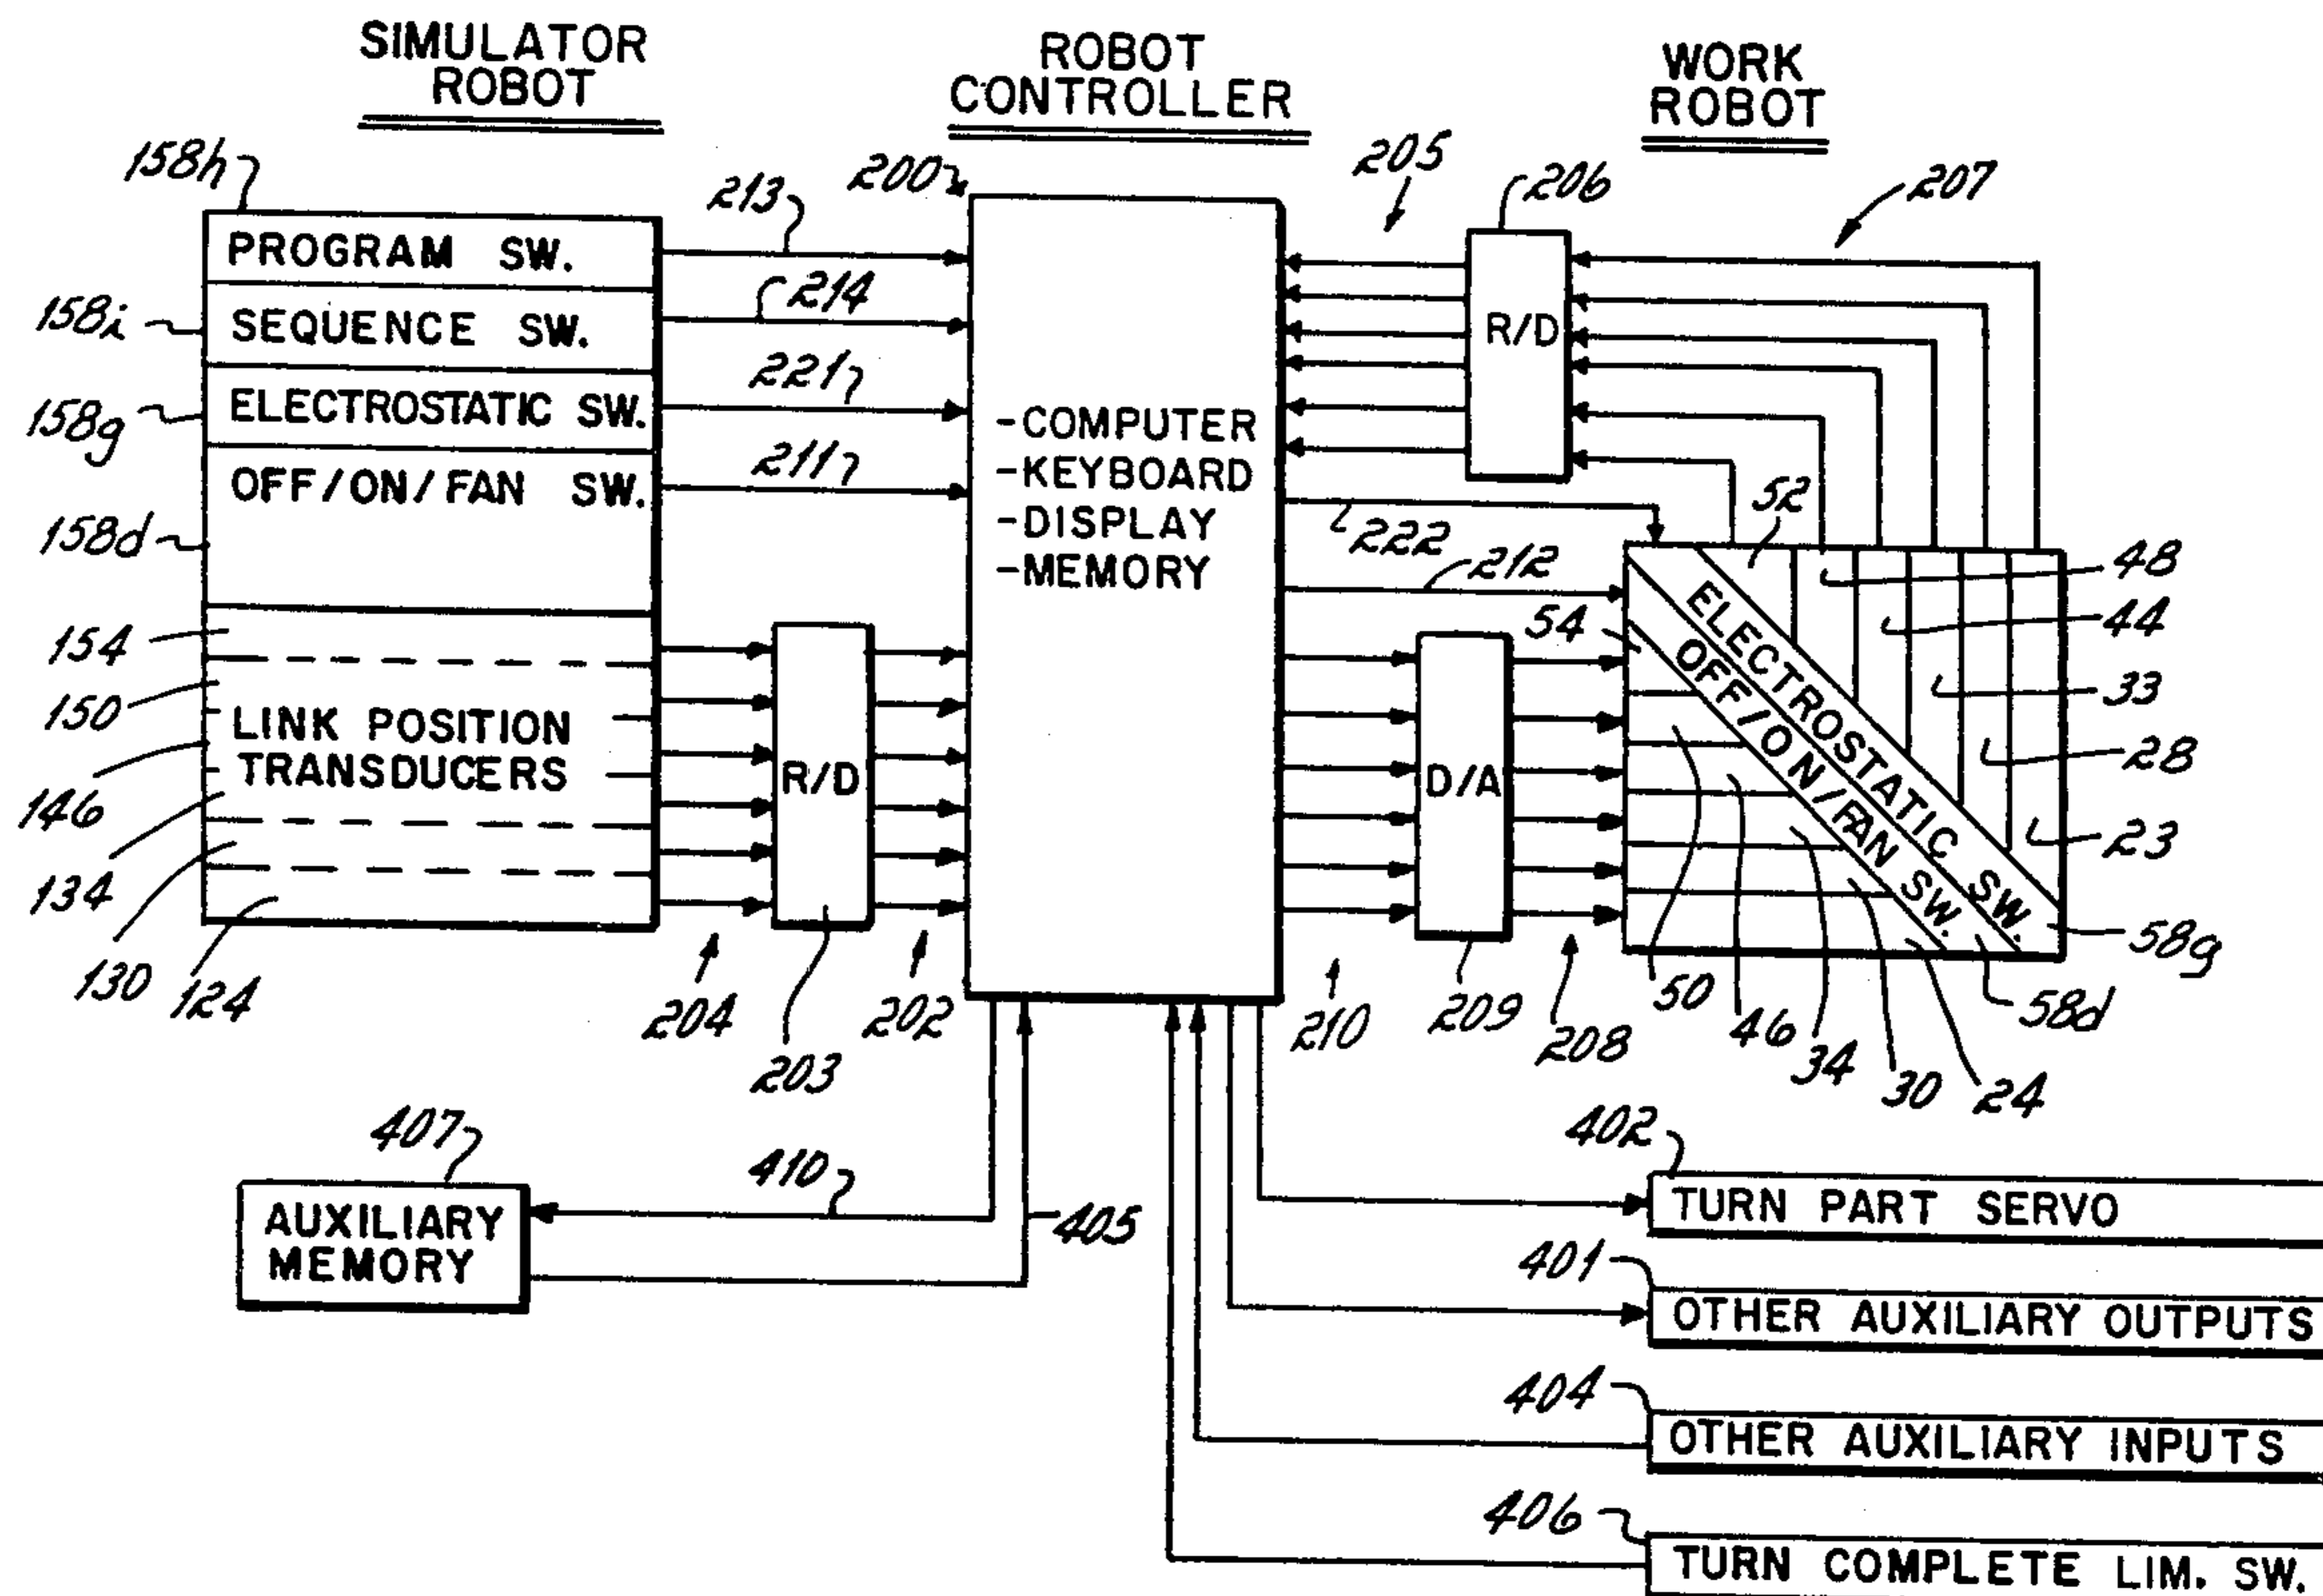 SIMULATOR
ROBOT
ROBOT
CONTROLLER
WORK
ROBOT
158h
213
200
205
206
207
PROGRAM SW.
158i
SEQUENCE SW.
214
158g
ELECTROSTATIC SW.
221
158d
OFF/ON/FAN SW.
211
-COMPUTER
-KEYBOARD
-DISPLAY
-MEMORY
R/D
222
212
52
48
44
33
28
23
54
ELECTROSTATIC SW.
OFF/ON/FAN SW.
58g
58d
50
46
34
30
24
154
150
LINK POSITION
TRANSDUCERS
146
134
130
124
R/D
D/A
204
202
203
210
209
208
407
AUXILIARY
MEMORY
410
405
402
TURN PART SERVO
401
OTHER AUXILIARY OUTPUTS
404
OTHER AUXILIARY INPUTS
406
TURN COMPLETE LIM. SW.